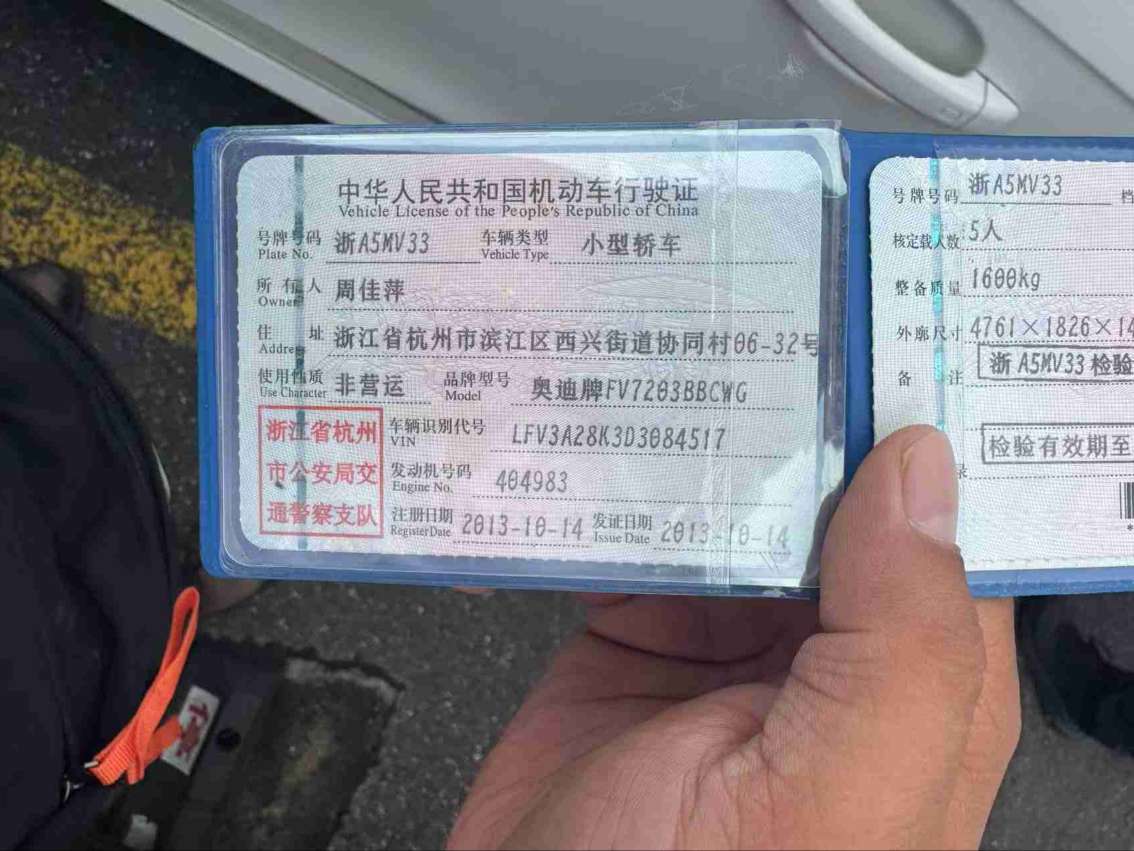 中华人民共和国机动车行驶证
Vehicle License of the People's Republic of China
号牌号码 浙A5MV33 车辆类型 小型轿车
Plate No. Vehicle Type
所有人 周佳萍
Owner
住址 浙江省杭州市滨江区西兴街道协同村06-32号
Address
使用性质 非营运 品牌型号 奥迪牌FV7203BBCWG
Use Character Model
浙江省杭州
市公安局交
通警察支队
车辆识别代号 LFV3A28K3D3084517
VIN
发动机号码 404983
Engine No.
注册日期 2013-10-14 发证日期 2013-10-14
Register Date Issue Date
号牌号码 浙A5MV33 档
核定载人数 5人
整备质量 1600kg
外廓尺寸 4761×1826×14
备注 浙A5MV33检验
检验有效期至
录